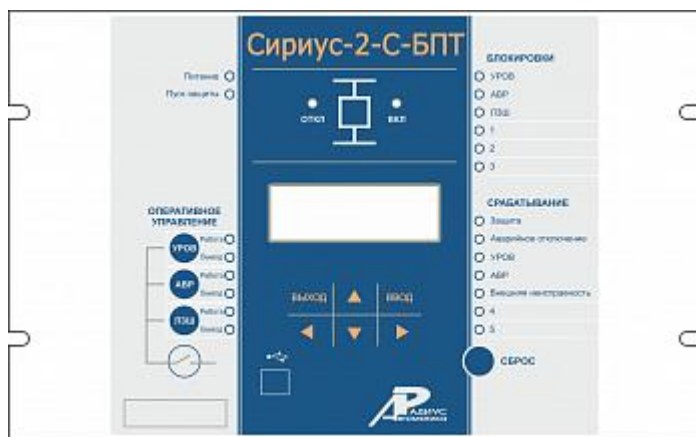 Сириус-2-С-БПТ
Питание
Пуск защиты
ОТКЛ
ВКЛ
БЛОКИРОВКИ
УРОВ
АВР
ЛЗШ
1
2
3
ОПЕРАТИВНОЕ
УПРАВЛЕНИЕ
УРОВ
Работа
Вывод
АВР
Работа
Вывод
ЛЗШ
Работа
Вывод
ВЫХОД
ВВОД
СРАБАТЫВАНИЕ
Защита
Аварийное отключение
УРОВ
АВР
Внешняя неисправность
4
5
СБРОС
РАДИУС
Автоматика